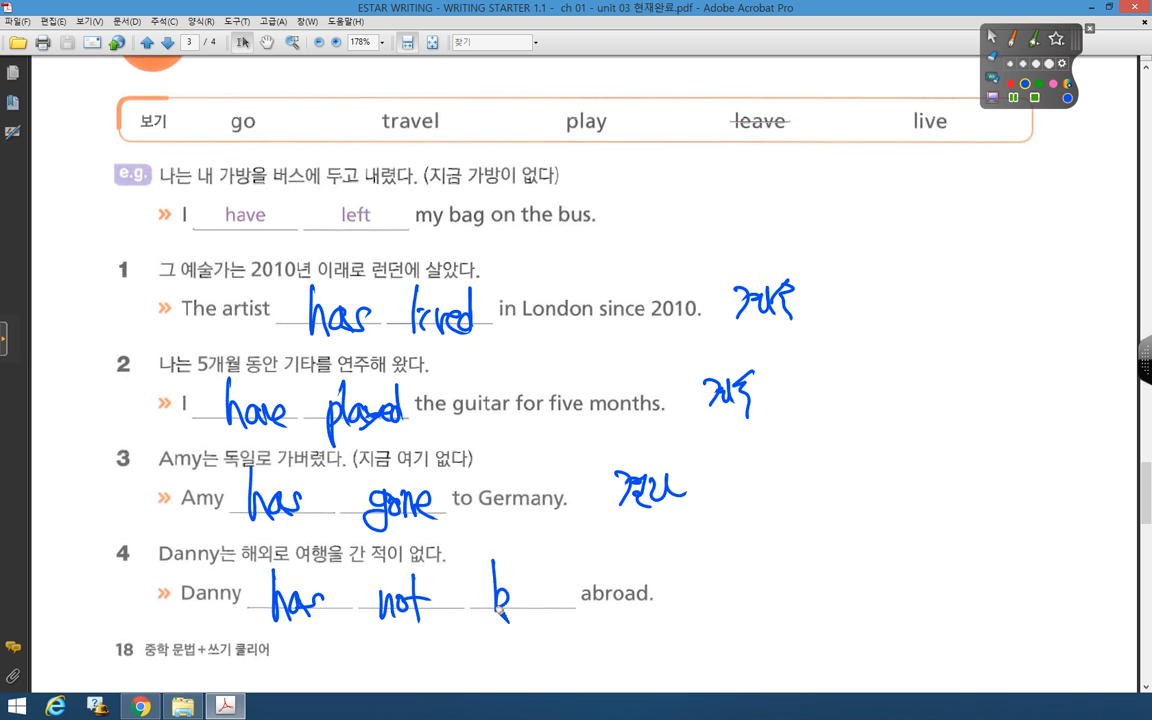 ESTAR WRITING - WRITING STARTER 1.1 - ch 01 - unit 03 현재완료.pdf - Adobe Acrobat Pro
파일(F) 편집(E) 보기(V) 문서(D) 주석(C) 양식(R) 도구(T) 고급(A) 창(W) 도움말(H)
3 / 4 178% 찾기
보기 go travel play leave live
e.g. 나는 내 가방을 버스에 두고 내렸다. (지금 가방이 없다)
I have left my bag on the bus.
1 그 예술가는 2010년 이래로 런던에 살았다.
The artist has lived in London since 2010. 계속
2 나는 5개월 동안 기타를 연주해 왔다.
I have played the guitar for five months. 계속
3 Amy는 독일로 가버렸다. (지금 여기 없다)
Amy has gone to Germany. 결과
4 Danny는 해외로 여행을 간 적이 없다.
Danny has not b abroad.
18 중학 문법+쓰기 클리어